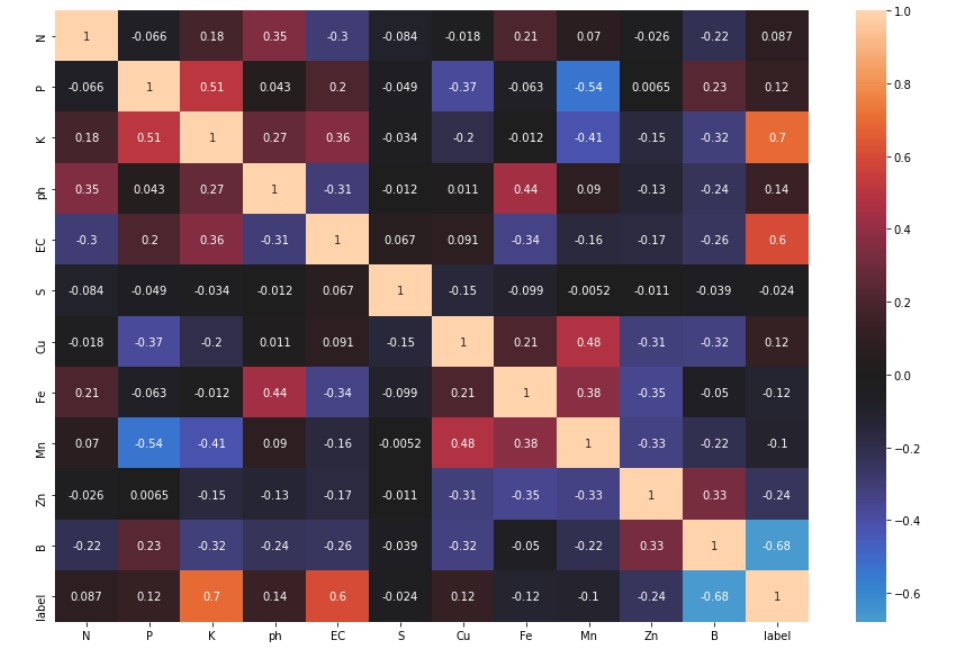 N 1 -0.066 0.18 0.35 -0.3 -0.084 -0.018 0.21 0.07 -0.026 -0.22 0.087
P -0.066 1 0.51 0.043 0.2 -0.049 -0.37 -0.063 -0.54 0.0065 0.23 0.12
K 0.18 0.51 1 0.27 0.36 -0.034 -0.2 -0.012 -0.41 -0.15 -0.32 0.7
ph 0.35 0.043 0.27 1 -0.31 -0.012 0.011 0.44 0.09 -0.13 -0.24 0.14
EC -0.3 0.2 0.36 -0.31 1 0.067 0.091 -0.34 -0.16 -0.17 -0.26 0.6
S -0.084 -0.049 -0.034 -0.012 0.067 1 -0.15 -0.099 -0.0052 -0.011 -0.039 -0.024
Cu -0.018 -0.37 -0.2 0.011 0.091 -0.15 1 0.21 0.48 -0.31 -0.32 0.12
Fe 0.21 -0.063 -0.012 0.44 -0.34 -0.099 0.21 1 0.38 -0.35 -0.05 -0.12
Mn 0.07 -0.54 -0.41 0.09 -0.16 -0.0052 0.48 0.38 1 -0.33 -0.22 -0.1
Zn -0.026 0.0065 -0.15 -0.13 -0.17 -0.011 -0.31 -0.35 -0.33 1 0.33 -0.24
B -0.22 0.23 -0.32 -0.24 -0.26 -0.039 -0.32 -0.05 -0.22 0.33 1 -0.68
label 0.087 0.12 0.7 0.14 0.6 -0.024 0.12 -0.12 -0.1 -0.24 -0.68 1
N P K ph EC S Cu Fe Mn Zn B label
1.0
0.8
0.6
0.4
0.2
0.0
−0.2
−0.4
−0.6